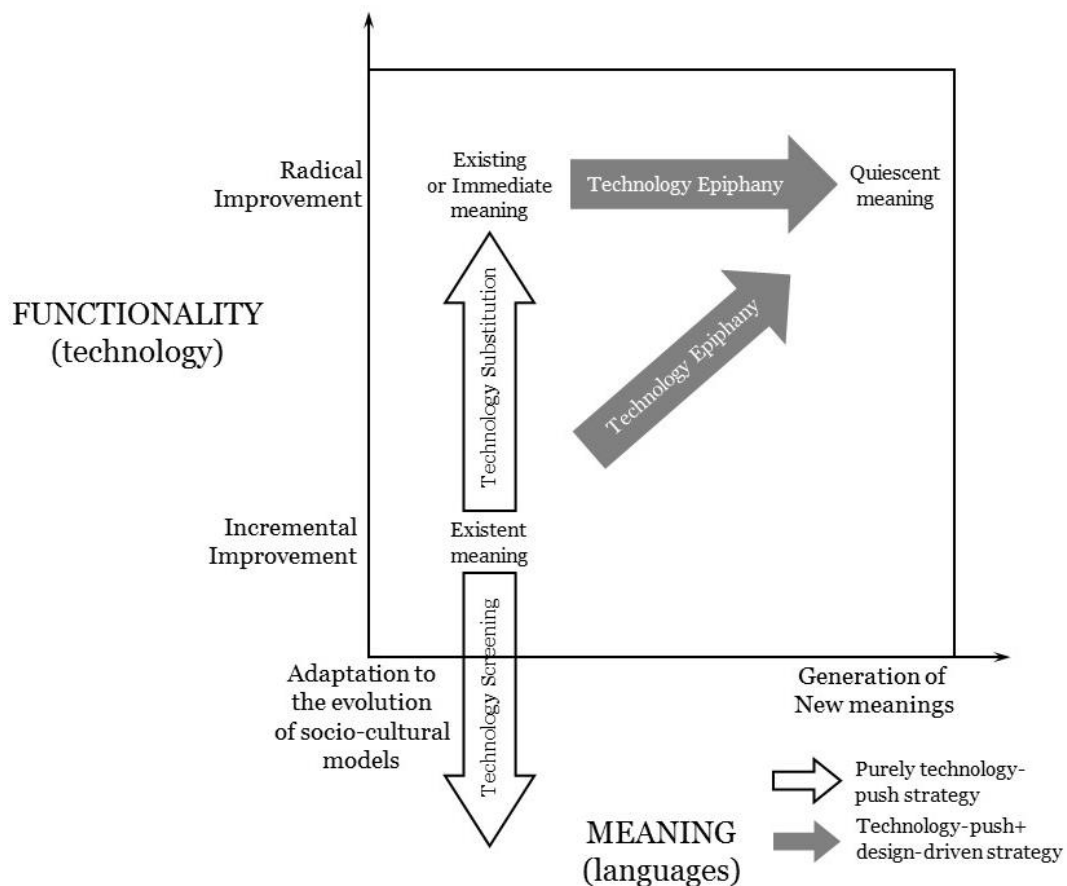 Radical
Improvement
Existing
or Immediate
meaning
Technology Epiphany
Quiescent
meaning
FUNCTIONALITY
(technology)
Technology Substitution
Technology Epiphany
Incremental
Improvement
Existent
meaning
Technology Screening
Adaptation to
the evolution
of socio-cultural
models
Generation of
New meanings
MEANING
(languages)
Purely technology-
push strategy
Technology-push+
design-driven strategy